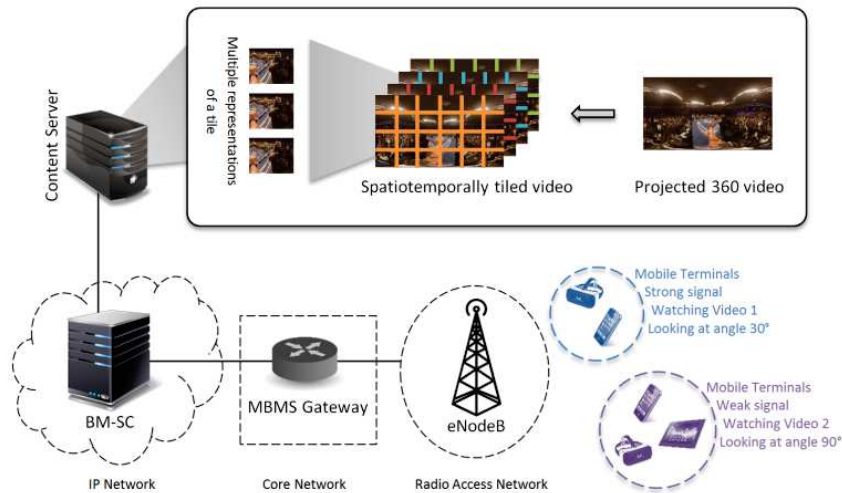 Content Server
Multiple representations
of a tile
Spatiotemporally tiled video
Projected 360 video
BM-SC
MBMS Gateway
eNodeB
Mobile Terminals
Strong signal
Watching Video 1
Looking at angle 30°
Mobile Terminals
Weak signal
Watching Video 2
Looking at angle 90°
IP Network
Core Network
Radio Access Network